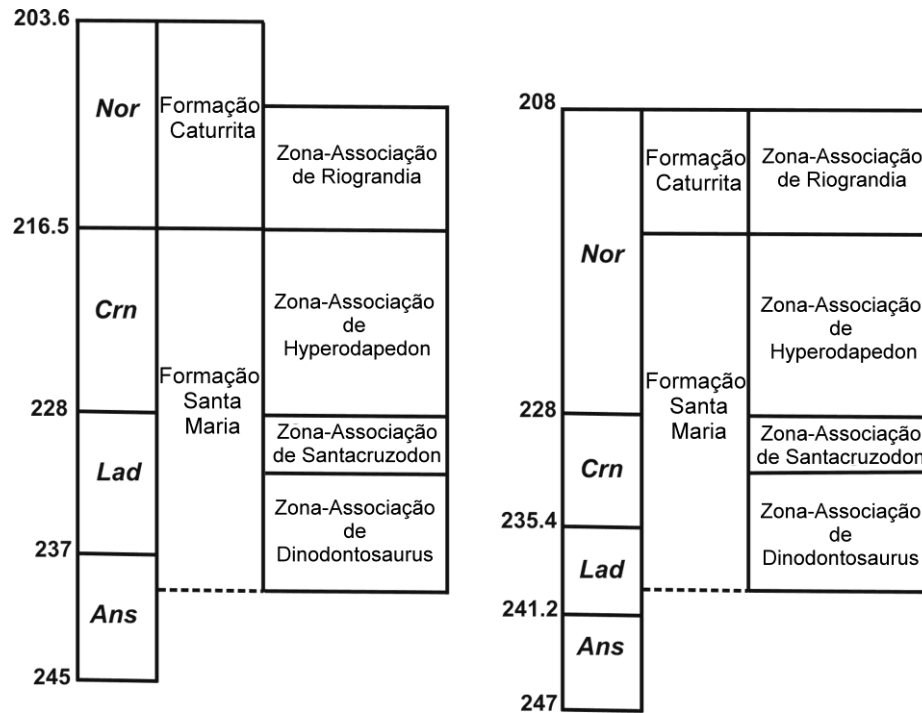 203.6
Nor
Formação
Caturrita
Zona-Associação
de Riograndia
216.5
Crn
Formação
Santa
Maria
Zona-Associação
de
Hyperodapedon
228
Lad
Zona-Associação
de Santacruzodon
Zona-Associação
de
Dinodontosaurus
237
Ans
245
208
Nor
Formação
Caturrita
Zona-Associação
de Riograndia
Formação
Santa
Maria
Zona-Associação
de
Hyperodapedon
228
Crn
Zona-Associação
de Santacruzodon
235.4
Zona-Associação
de
Dinodontosaurus
Lad
241.2
Ans
247